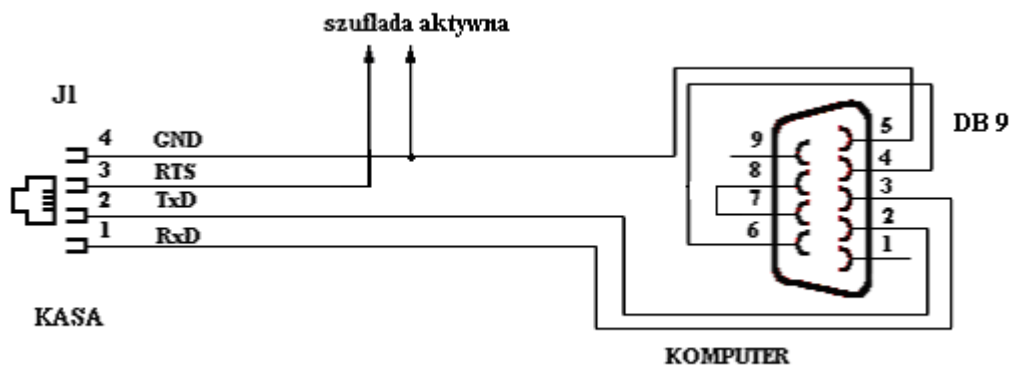 szuflada aktywna
J1
4 GND
3 RTS
2 TxD
1 RxD
KASA
DB 9
5
9
4
8
3
7
2
6
1
KOMPUTER